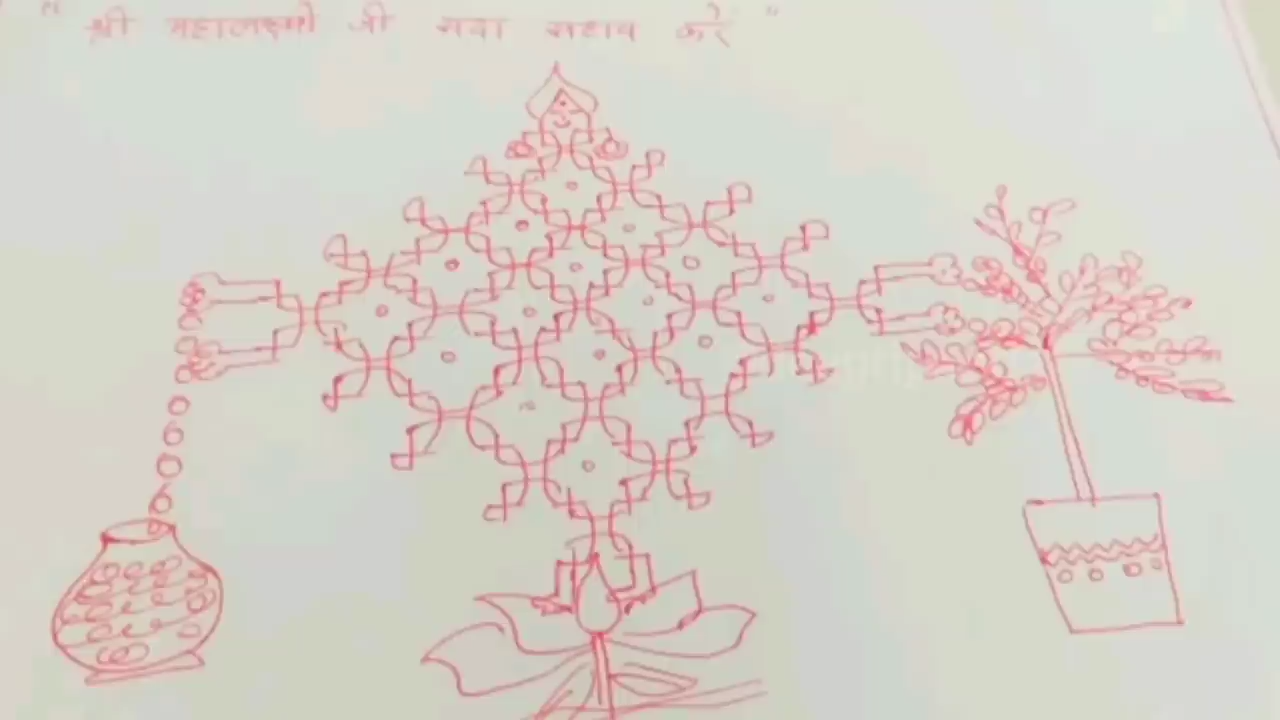 " श्री महालक्ष्मी जी सदा सहाय करे "